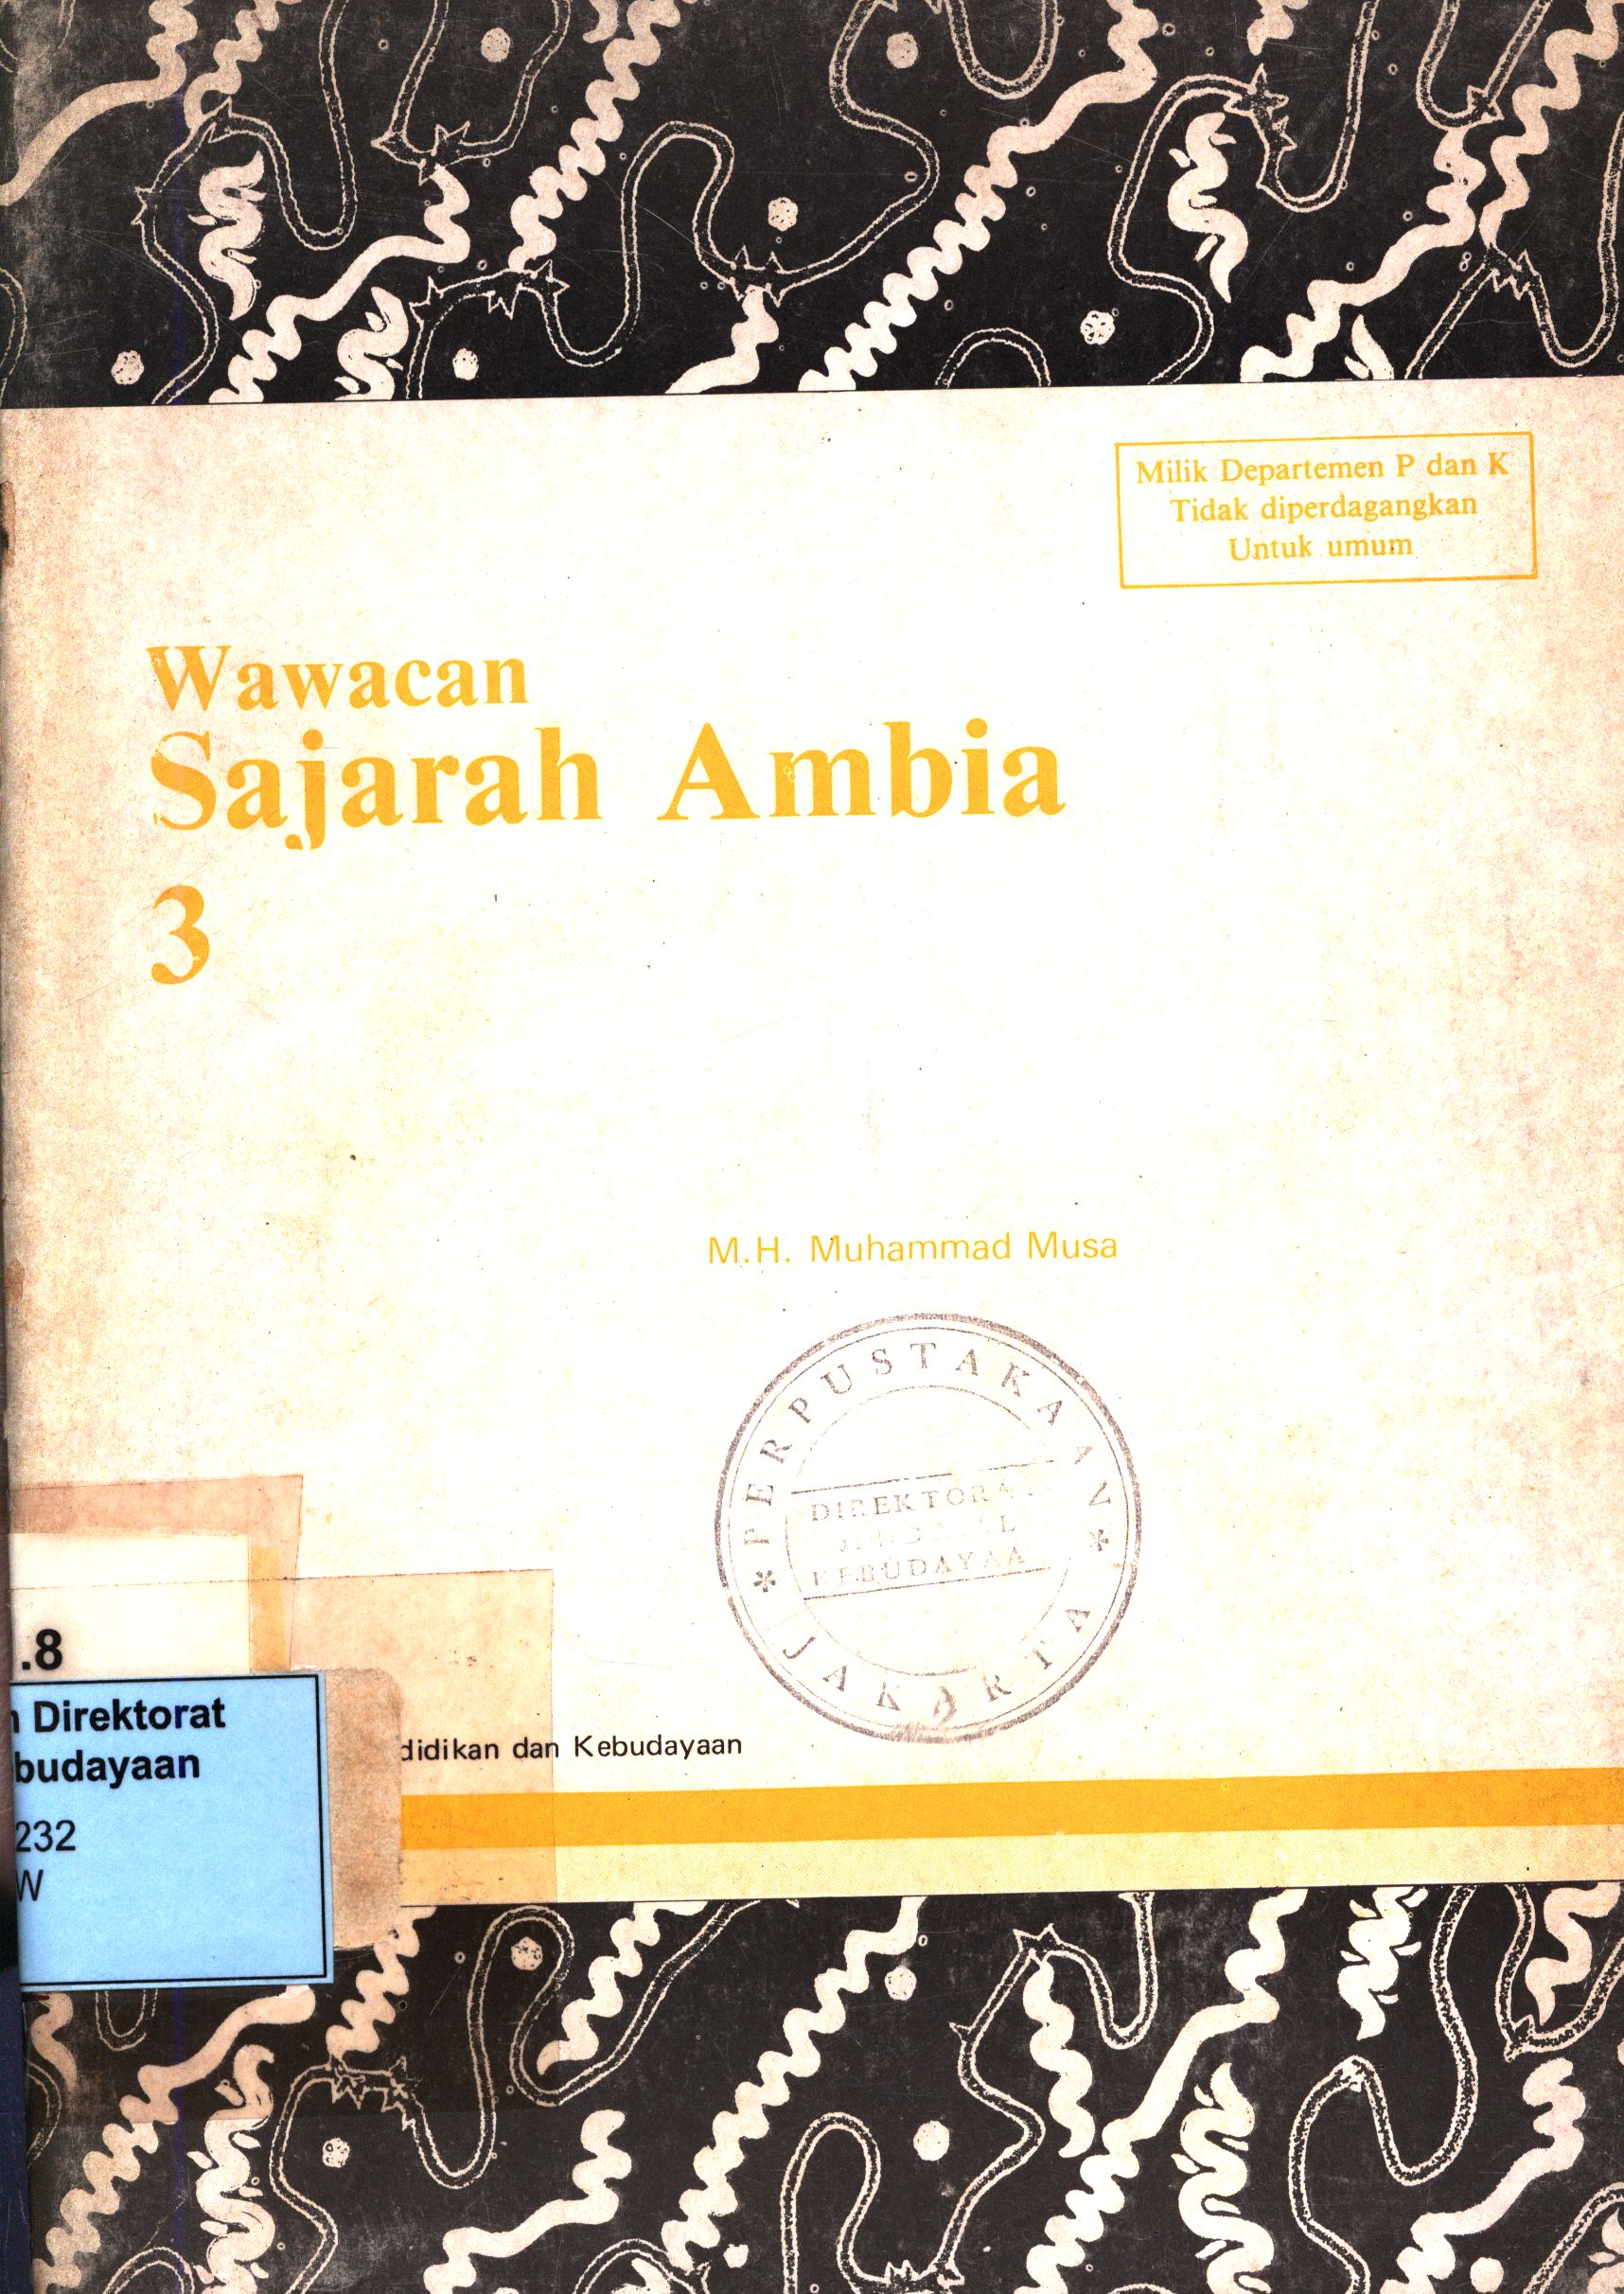 Milik Departemen P dan K
Tidak diperdagangkan
Untuk umum
Wawacan
Sajarah Ambia
3
M.H. Muhammad Musa
PERPUSTAKAAN
DIREKTORA
KEBUDAYAA
JAKARTA
.8
Direktorat
budayaan
232
W
didikan dan Kebudayaan